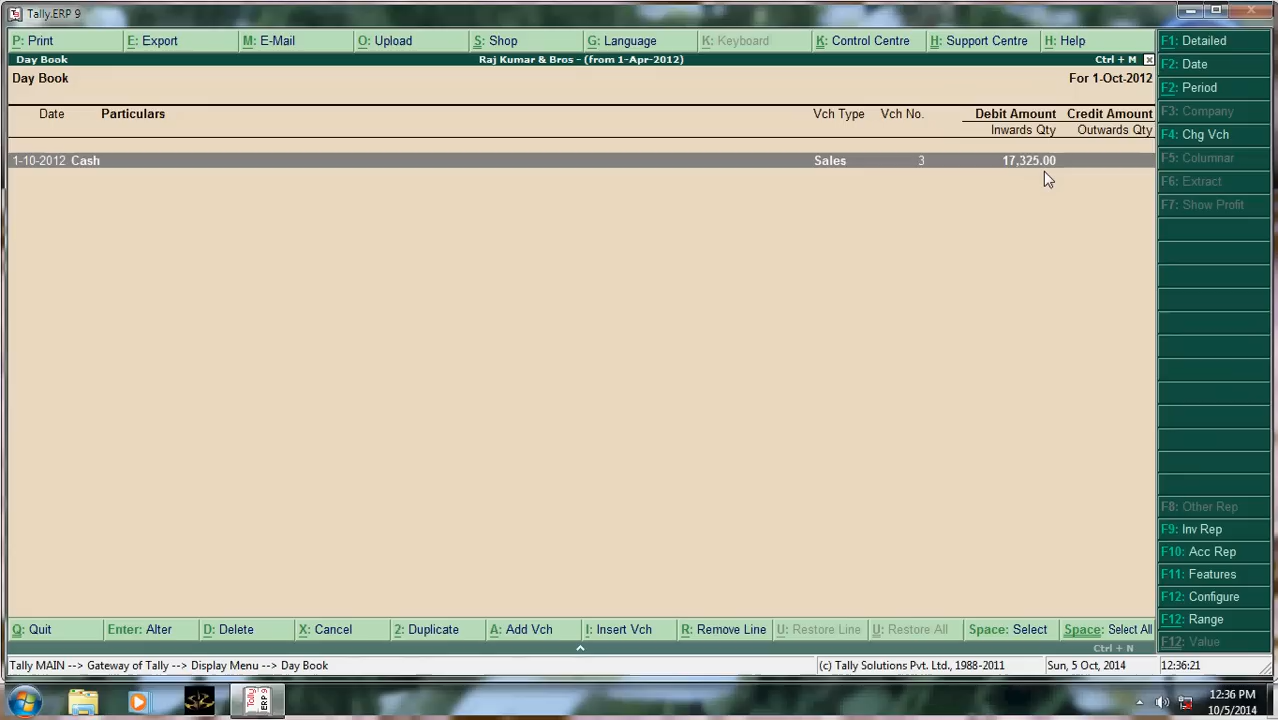 Tally.ERP 9
P: Print E: Export M: E-Mail O: Upload S: Shop G: Language K: Keyboard K: Control Centre H: Support Centre H: Help
Day Book Raj Kumar & Bros - (from 1-Apr-2012) Ctrl + M
Day Book For 1-Oct-2012
Date Particulars Vch Type Vch No. Debit Amount Credit Amount
Inwards Qty Outwards Qty
1-10-2012 Cash Sales 3 17,325.00
F1: Detailed
F2: Date
F2: Period
F3: Company
F4: Chg Vch
F5: Columnar
F6: Extract
F7: Show Profit
F8: Other Rep
F9: Inv Rep
F10: Acc Rep
F11: Features
F12: Configure
F12: Range
F12: Value
Q: Quit Enter: Alter D: Delete X: Cancel 2: Duplicate A: Add Vch I: Insert Vch R: Remove Line U: Restore Line U: Restore All Space: Select Space: Select All
Ctrl + N
Tally MAIN --> Gateway of Tally --> Display Menu --> Day Book (c) Tally Solutions Pvt. Ltd., 1988-2011 Sun, 5 Oct, 2014 12:36:21
Tally
12:36 PM
10/5/2014